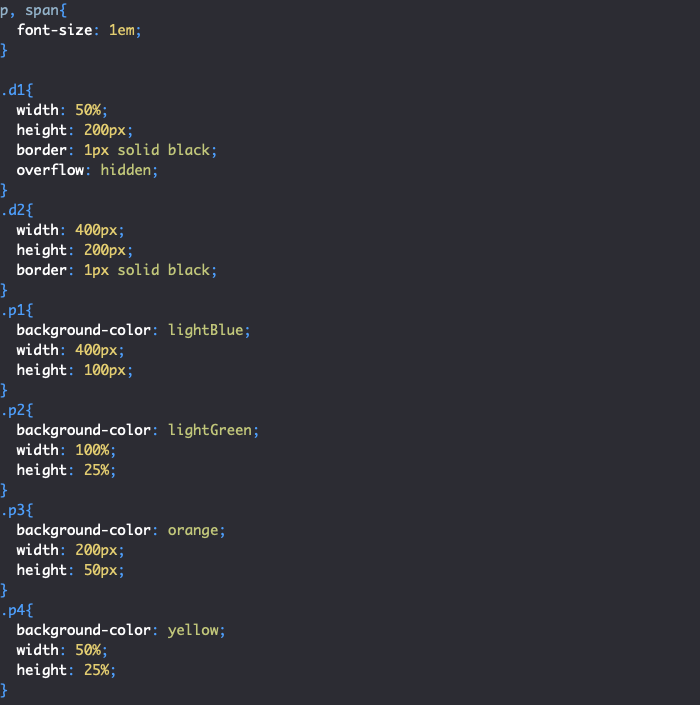 p, span{
  font-size: 1em;
}

.d1{
  width: 50%;
  height: 200px;
  border: 1px solid black;
  overflow: hidden;
}
.d2{
  width: 400px;
  height: 200px;
  border: 1px solid black;
}
.p1{
  background-color: lightBlue;
  width: 400px;
  height: 100px;
}
.p2{
  background-color: lightGreen;
  width: 100%;
  height: 25%;
}
.p3{
  background-color: orange;
  width: 200px;
  height: 50px;
}
.p4{
  background-color: yellow;
  width: 50%;
  height: 25%;
}